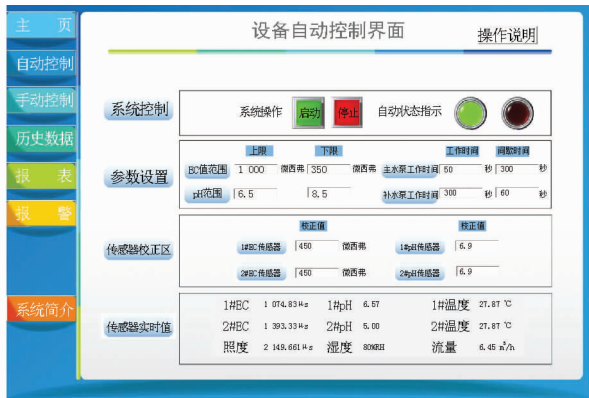 主 页
自动控制
手动控制
历史数据
报 表
报 警
系统简介
设备自动控制界面
操作说明
系统控制
系统操作 启动 停止 自动状态指示
参数设置
上限 下限 工作时间 间歇时间
EC值范围 1 000 微西弗 350 微西弗 主水泵工作时间 50 秒 300 秒
pH范围 6.5 8.5 补水泵工作时间 300 秒 60 秒
传感器校正区
校正值 校正值
1#EC传感器 450 微西弗 1#pH传感器 6.9
2#EC传感器 450 微西弗 2#pH传感器 6.9
传感器实时值
1#EC 1 074.83μs 1#pH 6.57 1#温度 27.87 ℃
2#EC 1 393.33μs 2#pH 5.00 2#温度 27.87 ℃
照度 2 149.661μs 湿度 80%RH 流量 6.45 m³/h